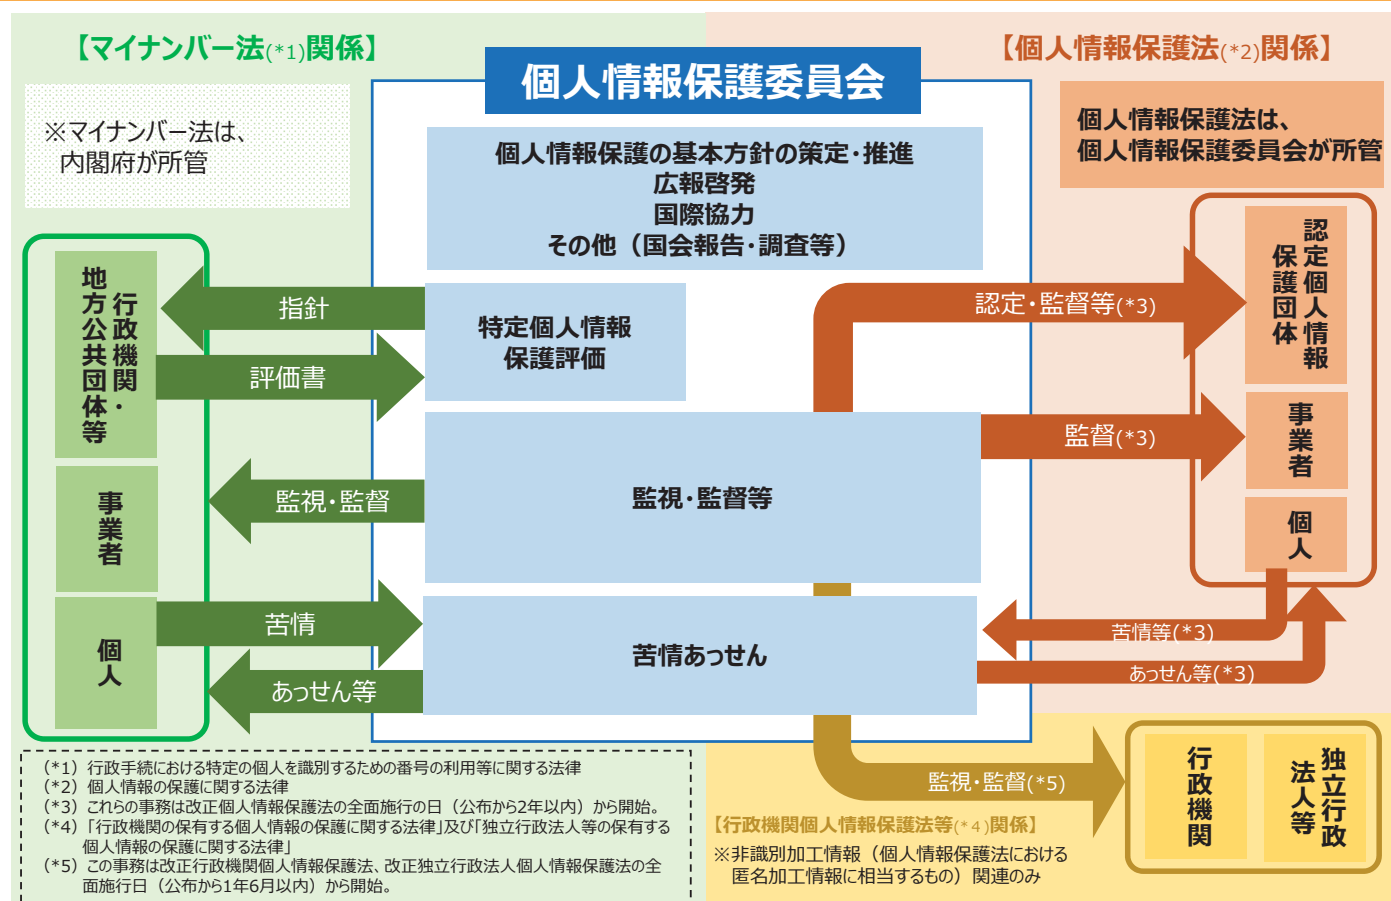 【マイナンバー法(*1)関係】
※マイナンバー法は、
内閣府が所管
行政機関・
地方公共団体等
事業者
個人
指針
評価書
監視・監督
苦情
あっせん等
個人情報保護委員会
個人情報保護の基本方針の策定・推進
広報啓発
国際協力
その他（国会報告・調査等）
特定個人情報
保護評価
監視・監督等
苦情あっせん
【個人情報保護法(*2)関係】
個人情報保護法は、
個人情報保護委員会が所管
認定・監督等(*3)
監督(*3)
苦情等(*3)
あっせん等(*3)
認定個人情報
保護団体
事業者
個人
監視・監督(*5)
行政機関
独立行政
法人等
【行政機関個人情報保護法等(*4)関係】
※非識別加工情報（個人情報保護法における
匿名加工情報に相当するもの）関連のみ
(*1) 行政手続における特定の個人を識別するための番号の利用等に関する法律
(*2) 個人情報の保護に関する法律
(*3) これらの事務は改正個人情報保護法の全面施行の日（公布から2年以内）から開始。
(*4) 「行政機関の保有する個人情報の保護に関する法律」及び「独立行政法人等の保有する
個人情報の保護に関する法律」
(*5) この事務は改正行政機関個人情報保護法、改正独立行政法人個人情報保護法の全
面施行日（公布から1年6月以内）から開始。